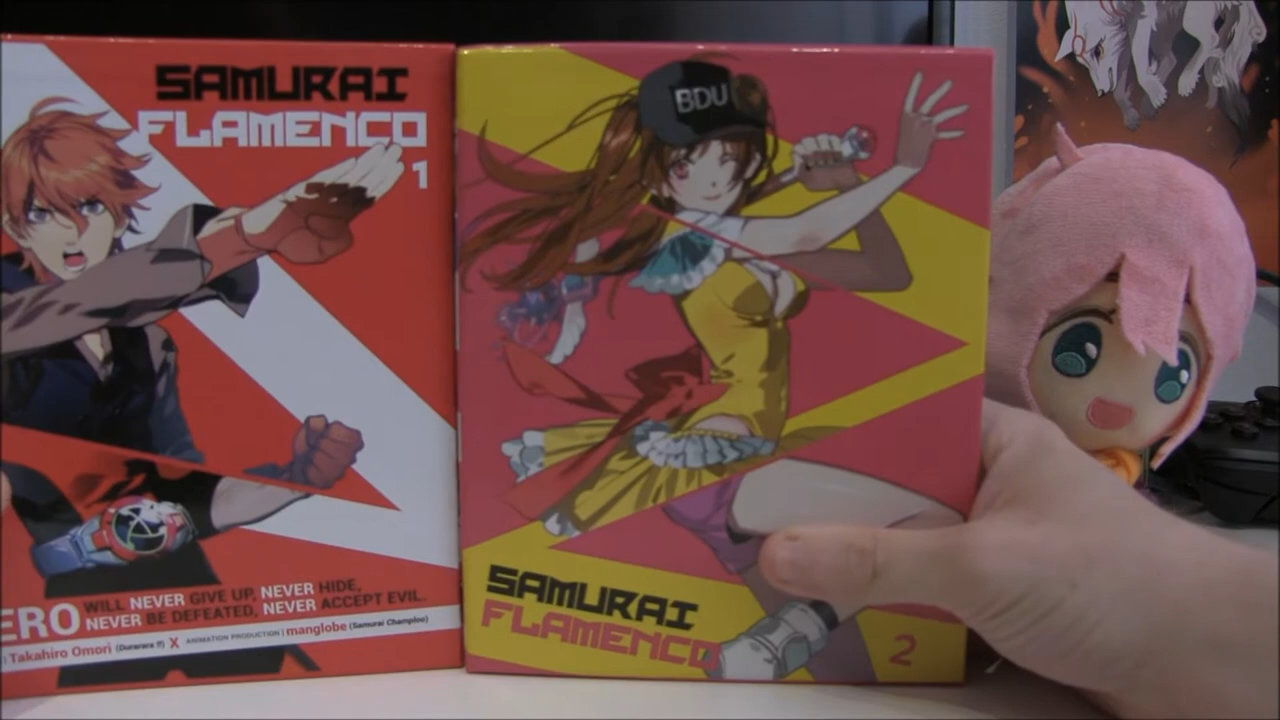 SAMURAI
FLAMENCO
1
ERO WILL NEVER GIVE UP, NEVER HIDE,
NEVER BE DEFEATED, NEVER ACCEPT EVIL.
: Takahiro Omori (Durarara !!) X ANIMATION PRODUCTION | manglobe (Samurai Champloo)
BDU
SAMURAI
FLAMENCO
2